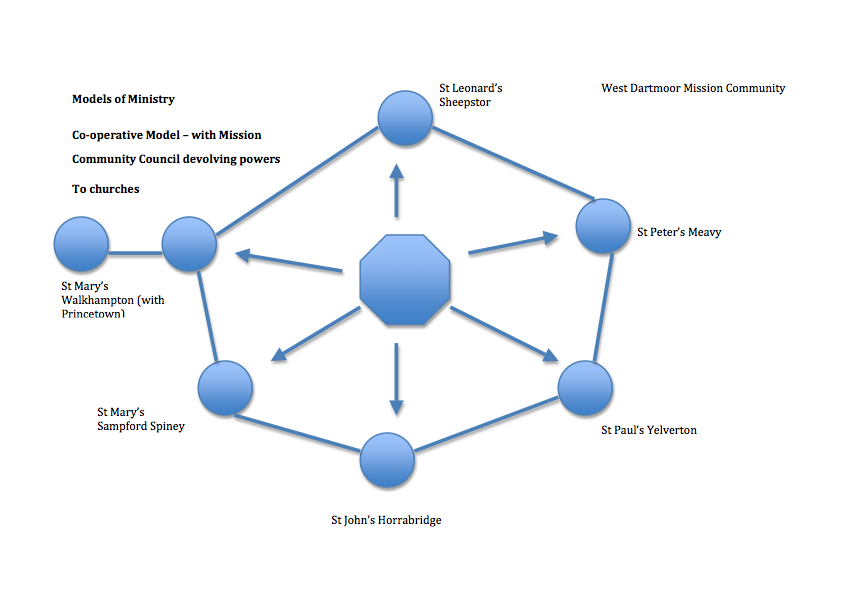 Models of Ministry
Co-operative Model – with Mission
Community Council devolving powers
To churches
St Leonard's
Sheepstor
West Dartmoor Mission Community
St Peter's Meavy
St Mary's
Walkhampton (with
Princetown)
St Mary's
Sampford Spiney
St Paul's Yelverton
St John's Horrabridge